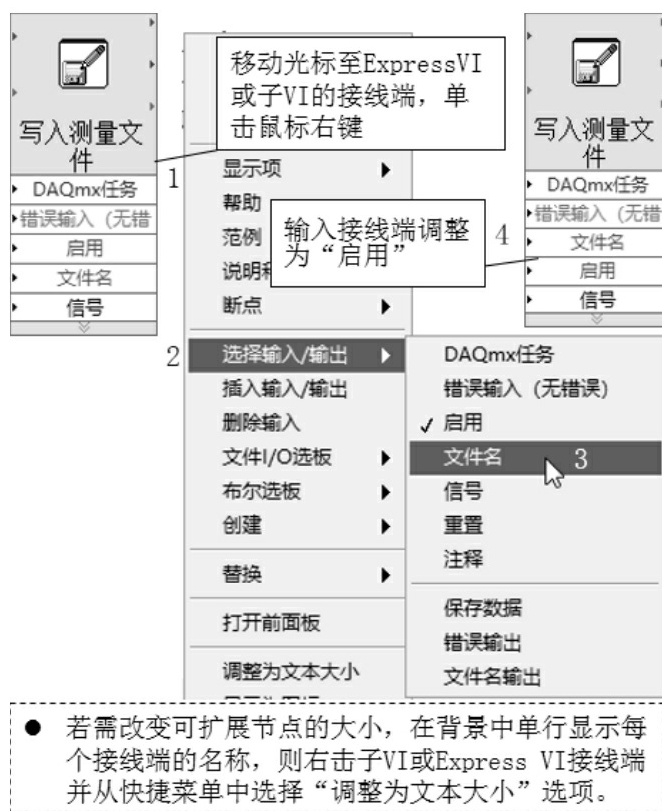 写入测量文
件
DAQmx任务
错误输入（无错
启用
文件名
信号
1
移动光标至ExpressVI
或子VI的接线端，单
击鼠标右键
显示项
帮助
范例
说明
断点
输入接线端调整
为“启用”
4
2
选择输入/输出
插入输入/输出
删除输入
文件I/O选板
布尔选板
创建
替换
打开前面板
调整为文本大小
DAQmx任务
错误输入（无错误）
✓ 启用
文件名
3
信号
重置
注释
保存数据
错误输出
文件名输出
写入测量文
件
DAQmx任务
错误输入（无错
文件名
启用
信号
● 若需改变可扩展节点的大小，在背景中单行显示每
个接线端的名称，则右击子VI或Express VI接线端
并从快捷菜单中选择“调整为文本大小”选项。